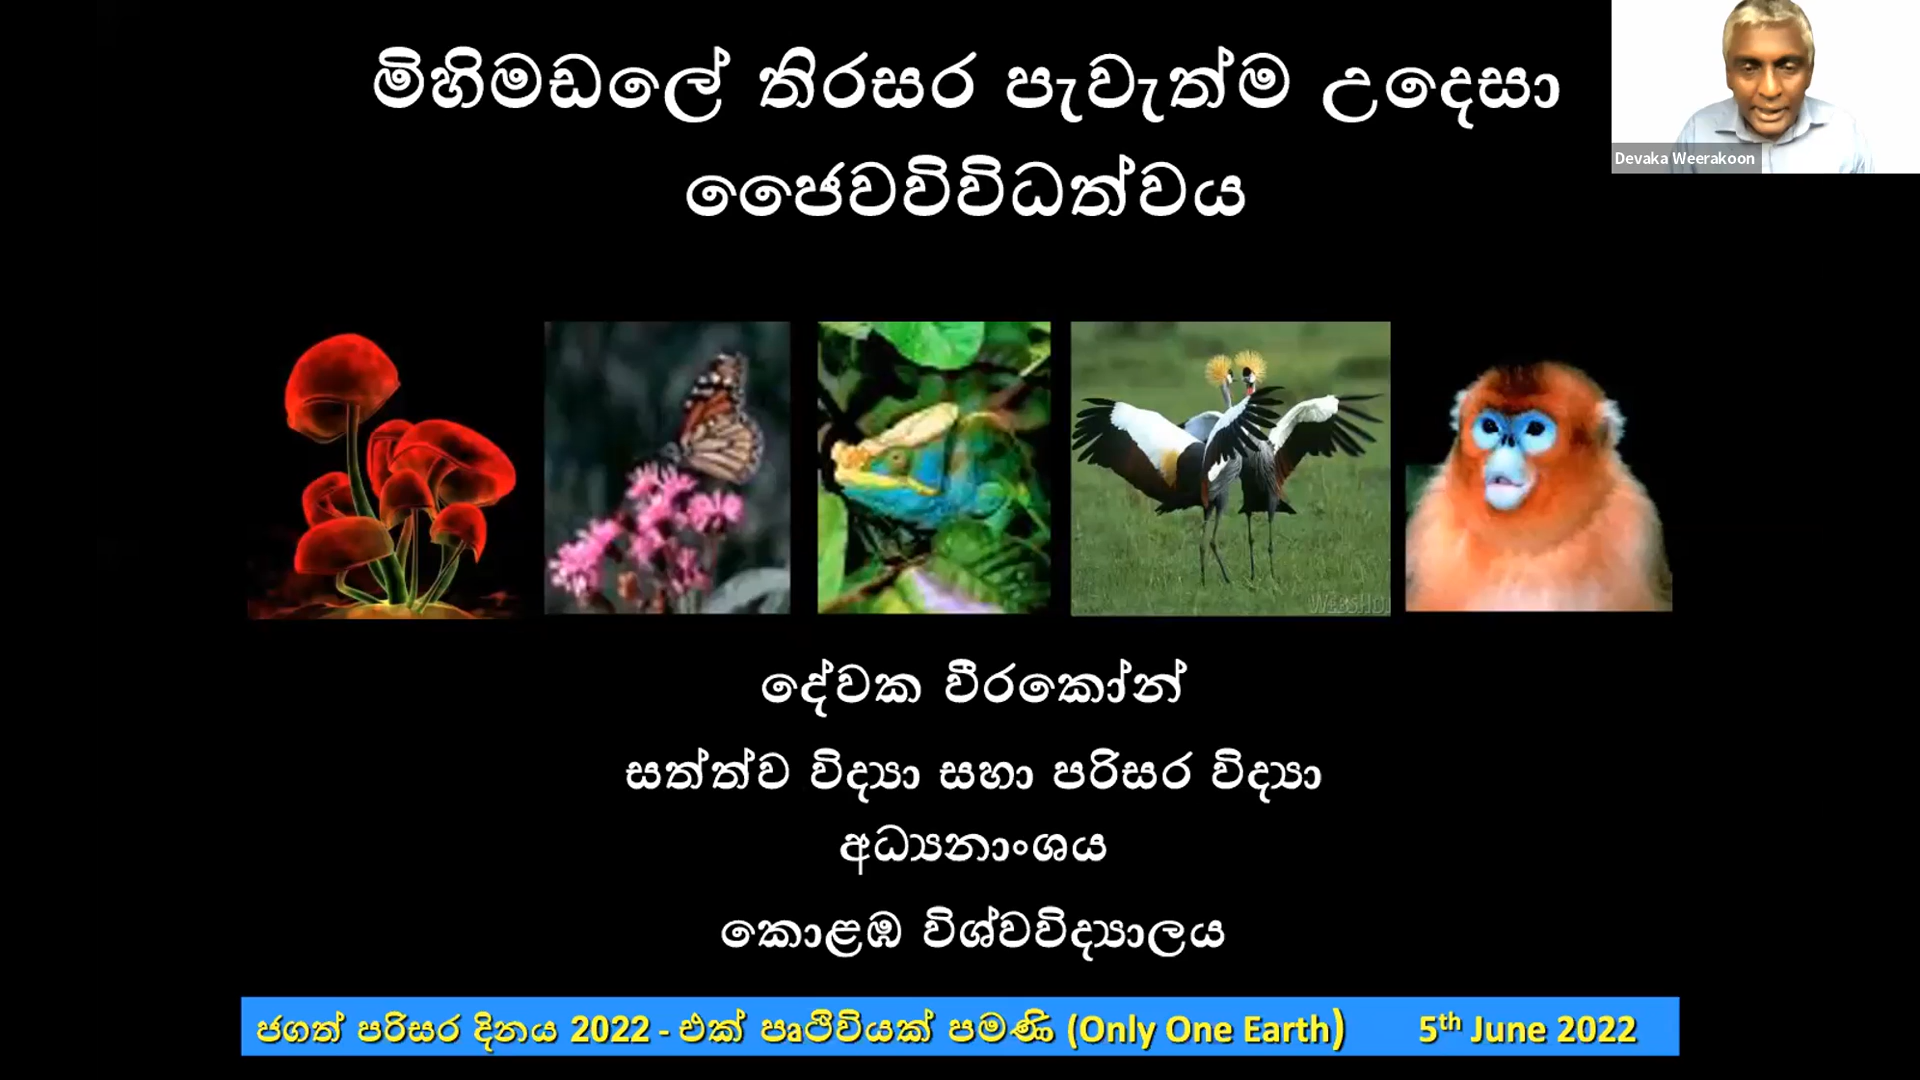 මිහිමඩලේ තිරසර පැවැත්ම උදෙසා
ජෛවවිවිධත්වය
Devaka Weerakoon
WEBSHOTS
දේවක වීරකෝන්
සත්ත්ව විද්‍යා සහා පරිසර විද්‍යා
අධ්‍යනාංශය
කොළඹ විශ්වවිද්‍යාලය
ජගත් පරිසර දිනය 2022 - එක් පෘථිවියක් පමණි (Only One Earth) 5th June 2022